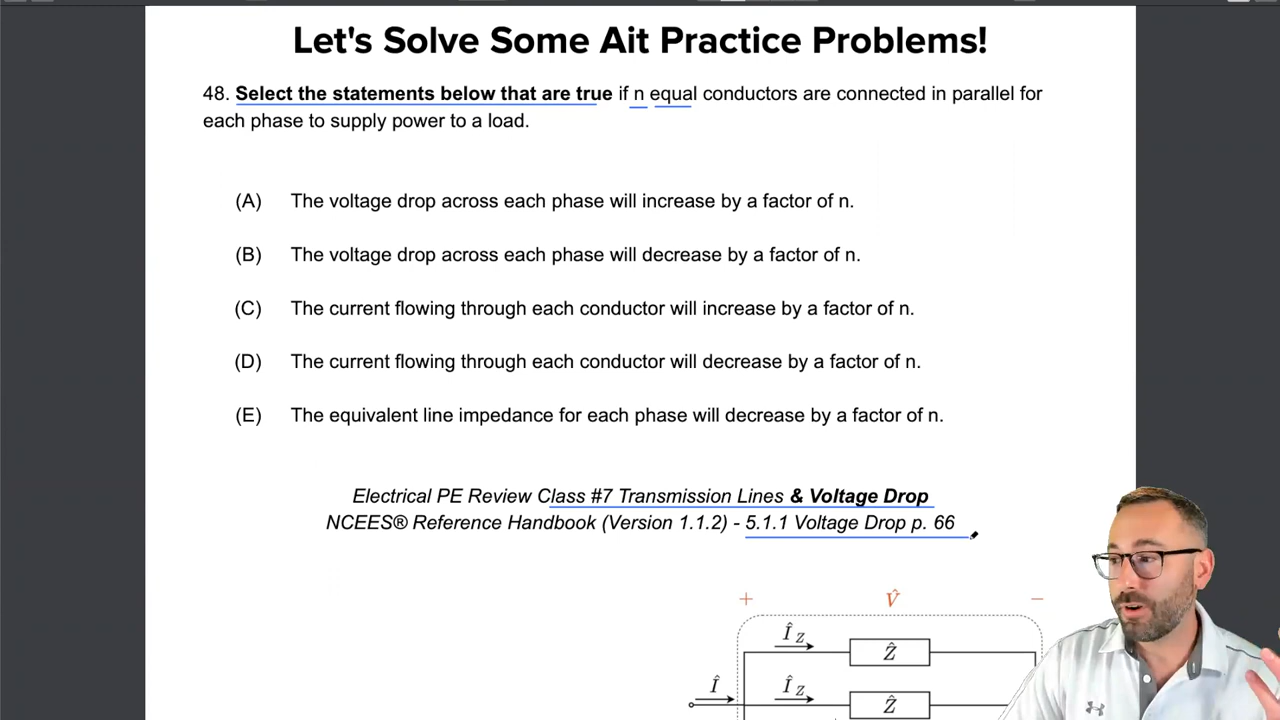 Let's Solve Some Ait Practice Problems!
48. Select the statements below that are true if n equal conductors are connected in parallel for
each phase to supply power to a load.
(A) The voltage drop across each phase will increase by a factor of n.
(B) The voltage drop across each phase will decrease by a factor of n.
(C) The current flowing through each conductor will increase by a factor of n.
(D) The current flowing through each conductor will decrease by a factor of n.
(E) The equivalent line impedance for each phase will decrease by a factor of n.
Electrical PE Review Class #7 Transmission Lines & Voltage Drop
NCEES® Reference Handbook (Version 1.1.2) - 5.1.1 Voltage Drop p. 66
+ V̂ −
Î_Z Ẑ
Î Î_Z Ẑ